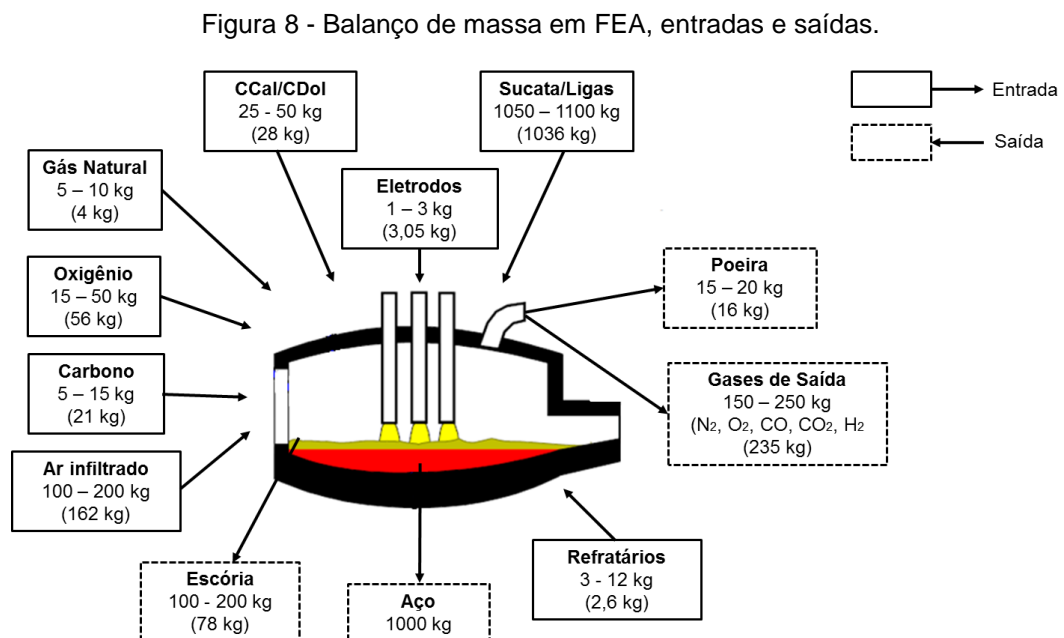 Figura 8 - Balanço de massa em FEA, entradas e saídas.
CCal/CDol
25 - 50 kg
(28 kg)
Sucata/Ligas
1050 – 1100 kg
(1036 kg)
Entrada
Saída
Gás Natural
5 – 10 kg
(4 kg)
Eletrodos
1 – 3 kg
(3,05 kg)
Oxigênio
15 – 50 kg
(56 kg)
Poeira
15 – 20 kg
(16 kg)
Carbono
5 – 15 kg
(21 kg)
Gases de Saída
150 – 250 kg
(N2, O2, CO, CO2, H2
(235 kg)
Ar infiltrado
100 – 200 kg
(162 kg)
Refratários
3 - 12 kg
(2,6 kg)
Escória
100 - 200 kg
(78 kg)
Aço
1000 kg